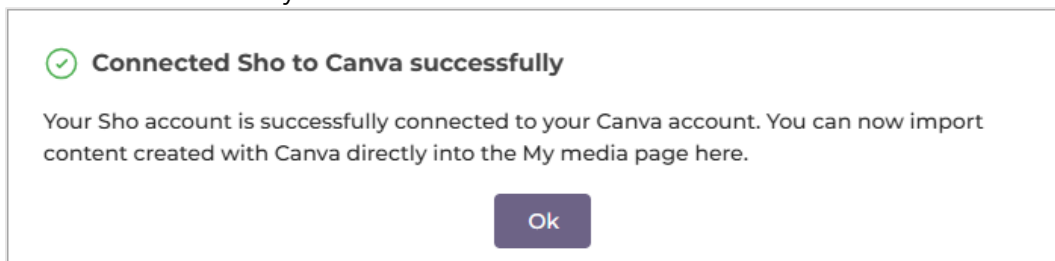 Connected Sho to Canva successfully
Your Sho account is successfully connected to your Canva account. You can now import
content created with Canva directly into the My media page here.
Ok